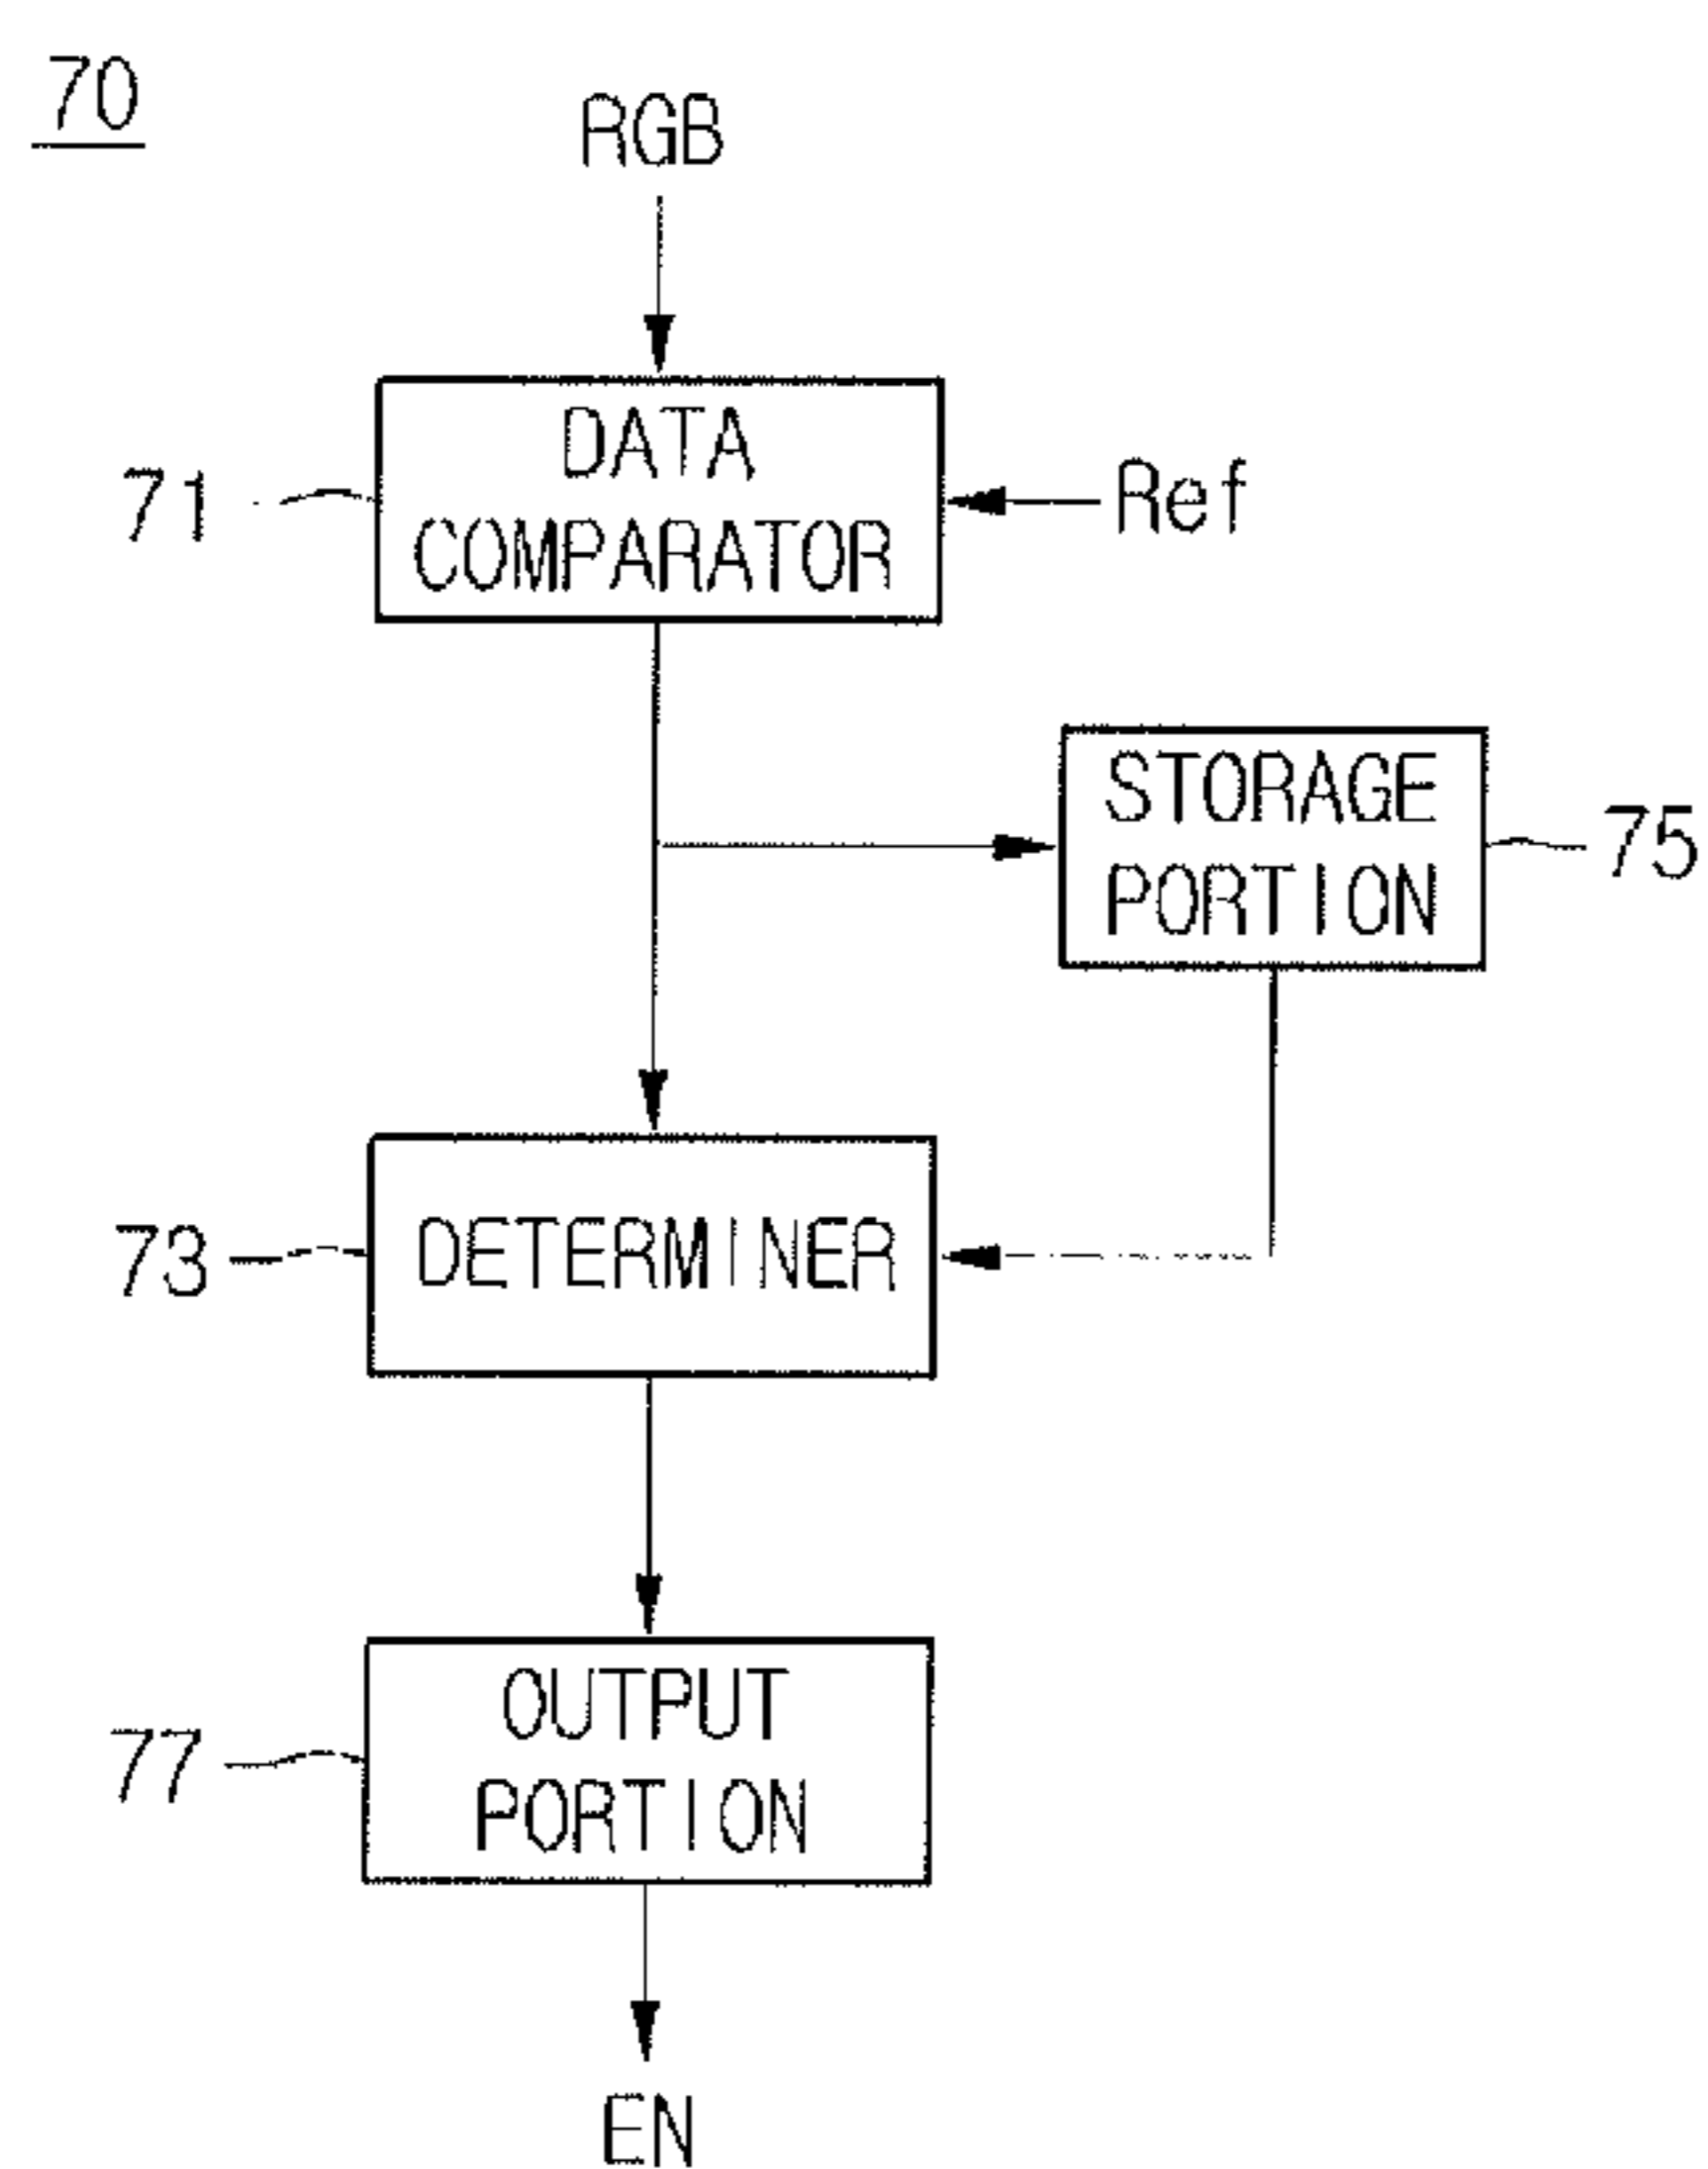 70
RGB
DATA
COMPARATOR
71
Ref
STORAGE
PORTION
75
DETERMINER
73
OUTPUT
PORTION
77
EN